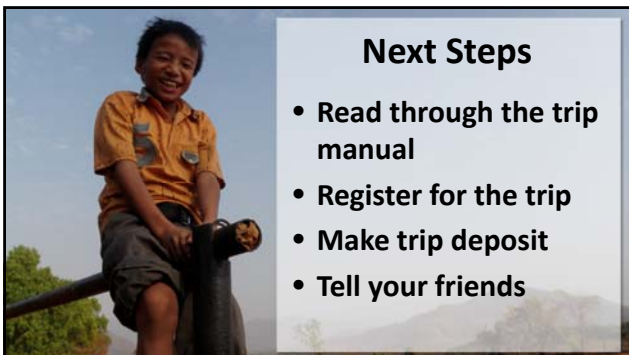 Next Steps
• Read through the trip
manual
• Register for the trip
• Make trip deposit
• Tell your friends